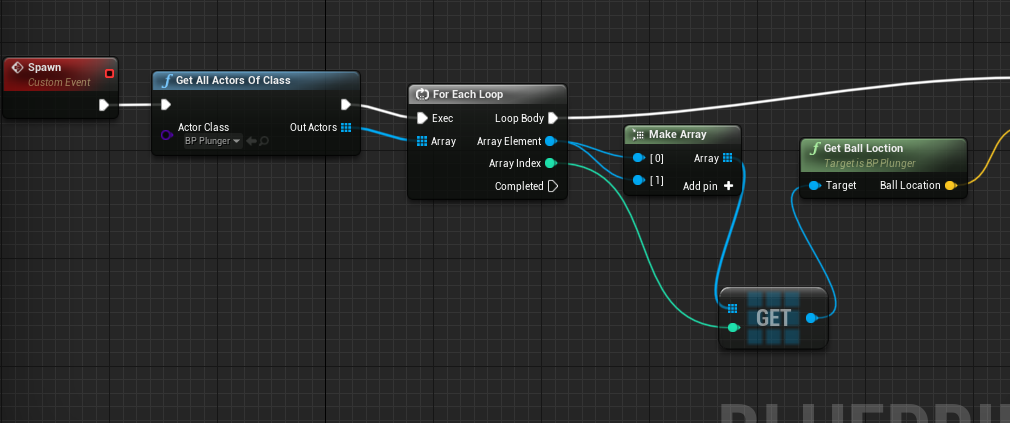 Spawn
Custom Event
Get All Actors Of Class
Actor Class
BP Plunger
Out Actors
For Each Loop
Exec
Loop Body
Array
Array Element
Array Index
Completed
Make Array
[0]
Array
[1]
Add pin
Get Ball Loction
Target is BP Plunger
Target
Ball Location
GET